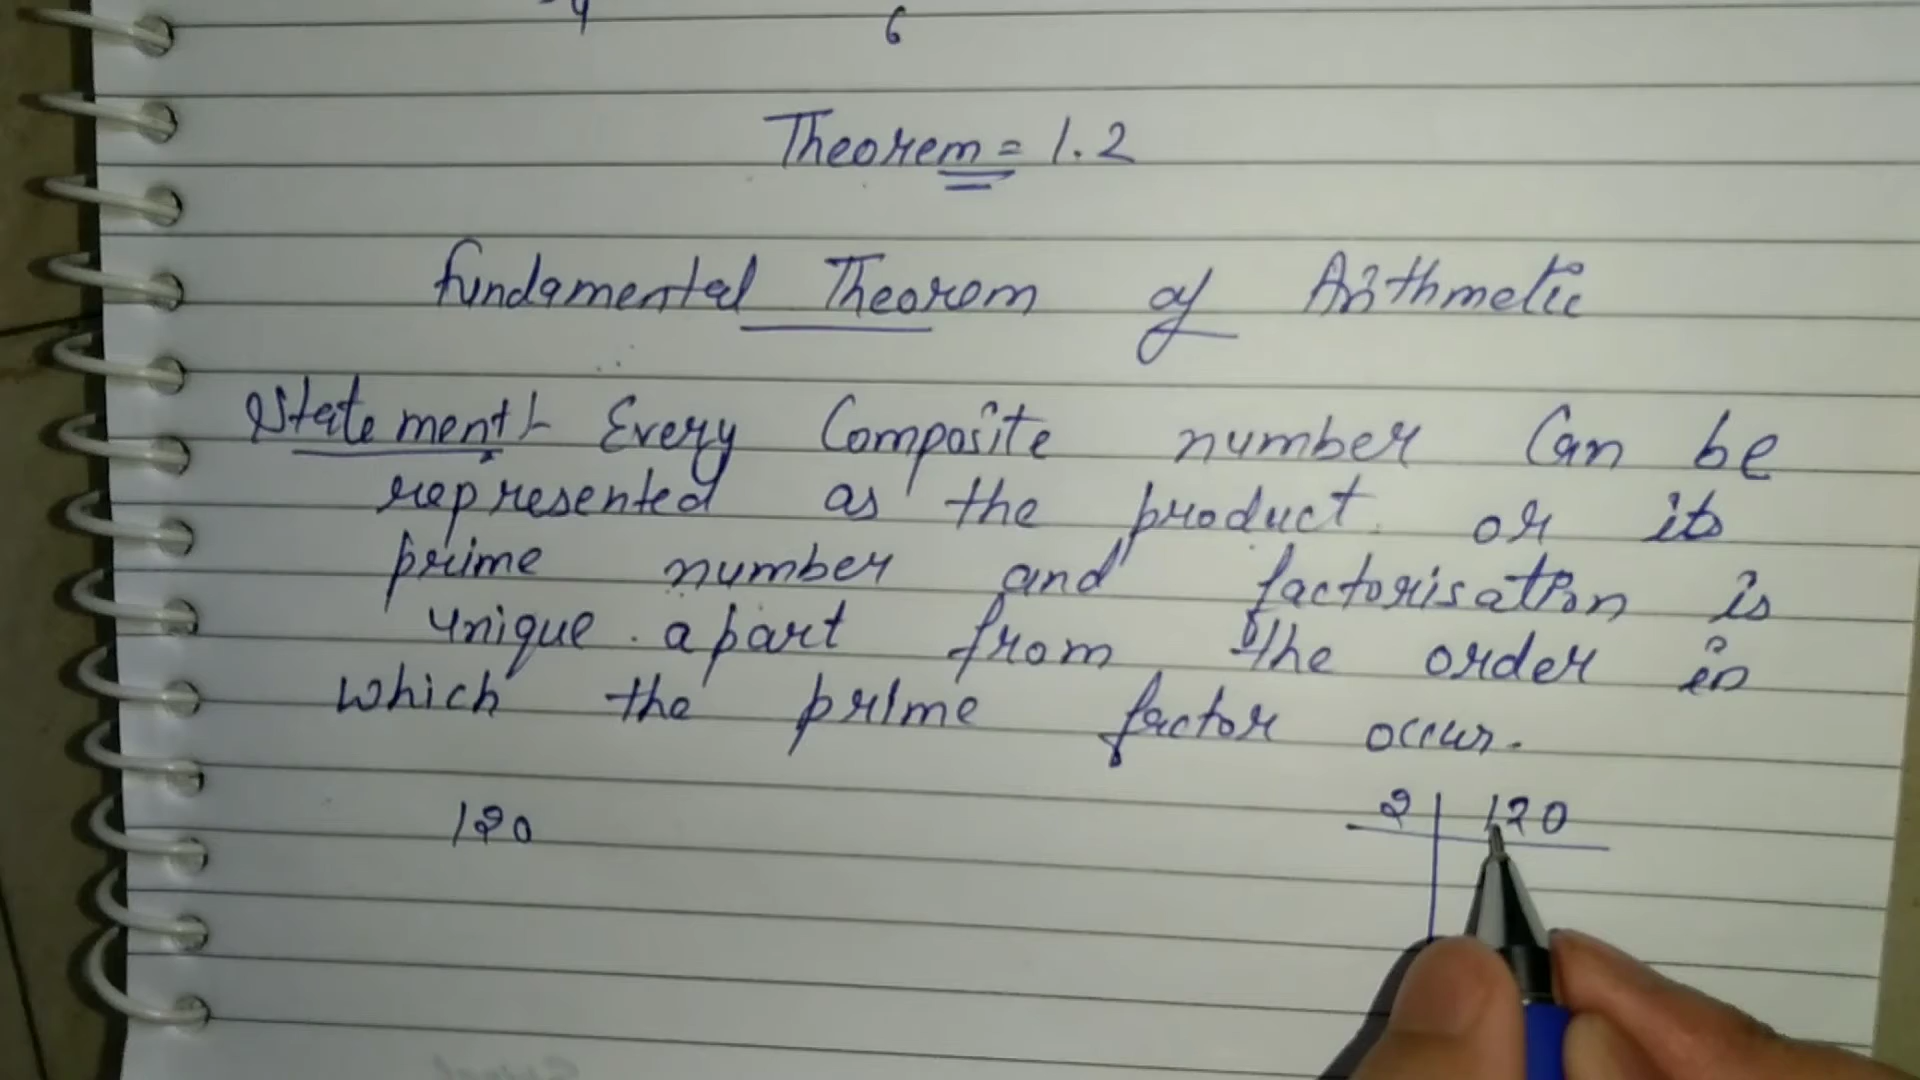 6
Theorem = 1.2
Fundamental Theorem of Arithmetic
Statement :- Every Composite number Can be
represented as the product or its
prime number and factorisation is
unique. apart from the order in
which the prime factor occur.
120 2 120